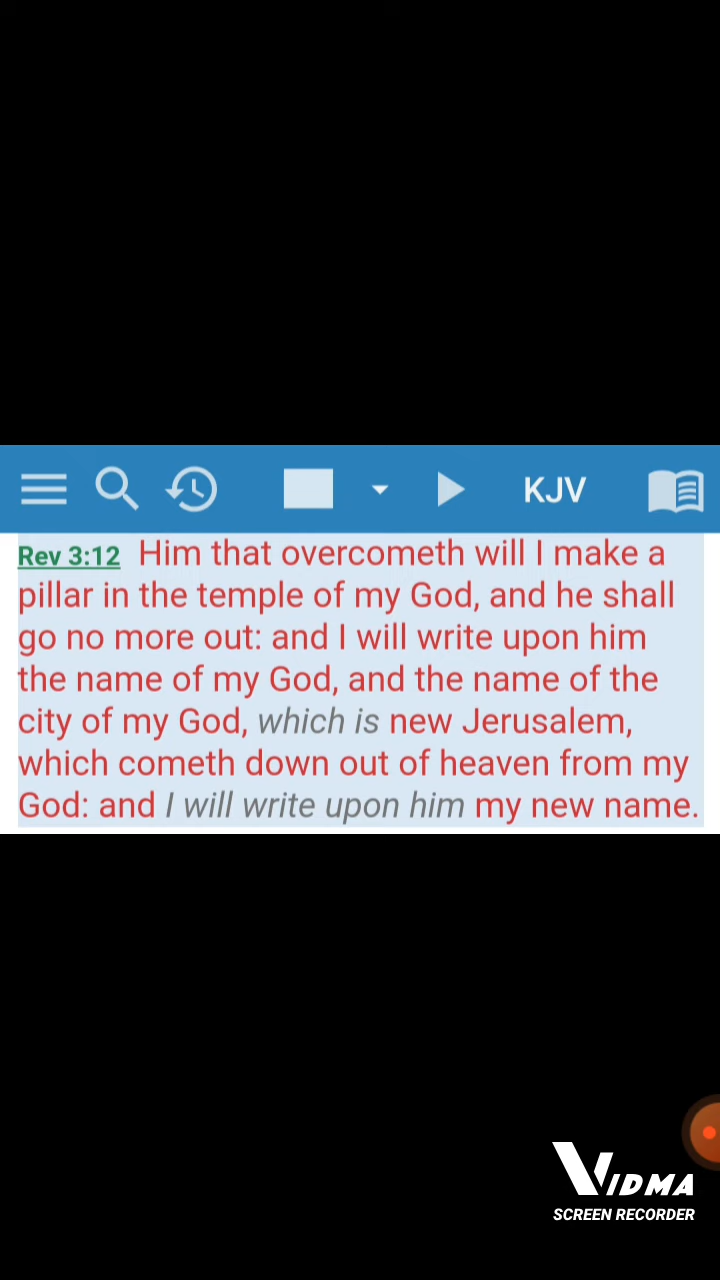 KJV
Rev 3:12 Him that overcometh will I make a
pillar in the temple of my God, and he shall
go no more out: and I will write upon him
the name of my God, and the name of the
city of my God, which is new Jerusalem,
which cometh down out of heaven from my
God: and I will write upon him my new name.
VIDMA
SCREEN RECORDER